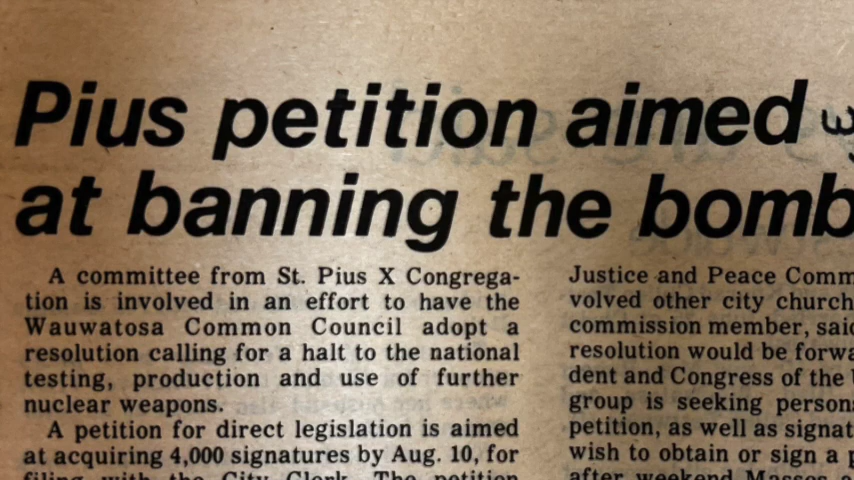 Pius petition aimed
at banning the bomb
A committee from St. Pius X Congrega-
tion is involved in an effort to have the
Wauwatosa Common Council adopt a
resolution calling for a halt to the national
testing, production and use of further
nuclear weapons.
A petition for direct legislation is aimed
at acquiring 4,000 signatures by Aug. 10, for
filing with the City Clerk. The petition
Justice and Peace Comm
volved other city church
commission member, said
resolution would be forwa
dent and Congress of the
group is seeking person
petition, as well as signat
wish to obtain or sign a p
after weekend Masses